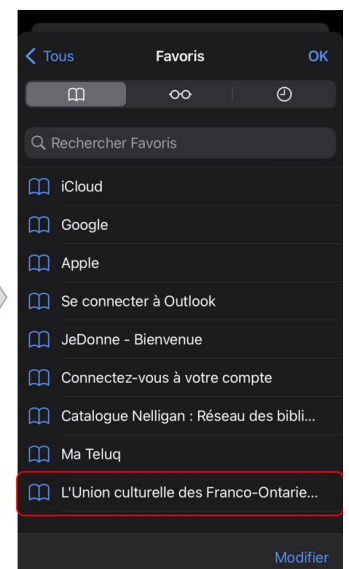 Tous Favoris OK
Rechercher Favoris
iCloud
Google
Apple
Se connecter à Outlook
JeDonne - Bienvenue
Connectez-vous à votre compte
Catalogue Nelligan : Réseau des bibli...
Ma Teluq
L'Union culturelle des Franco-Ontarie...
Modifier